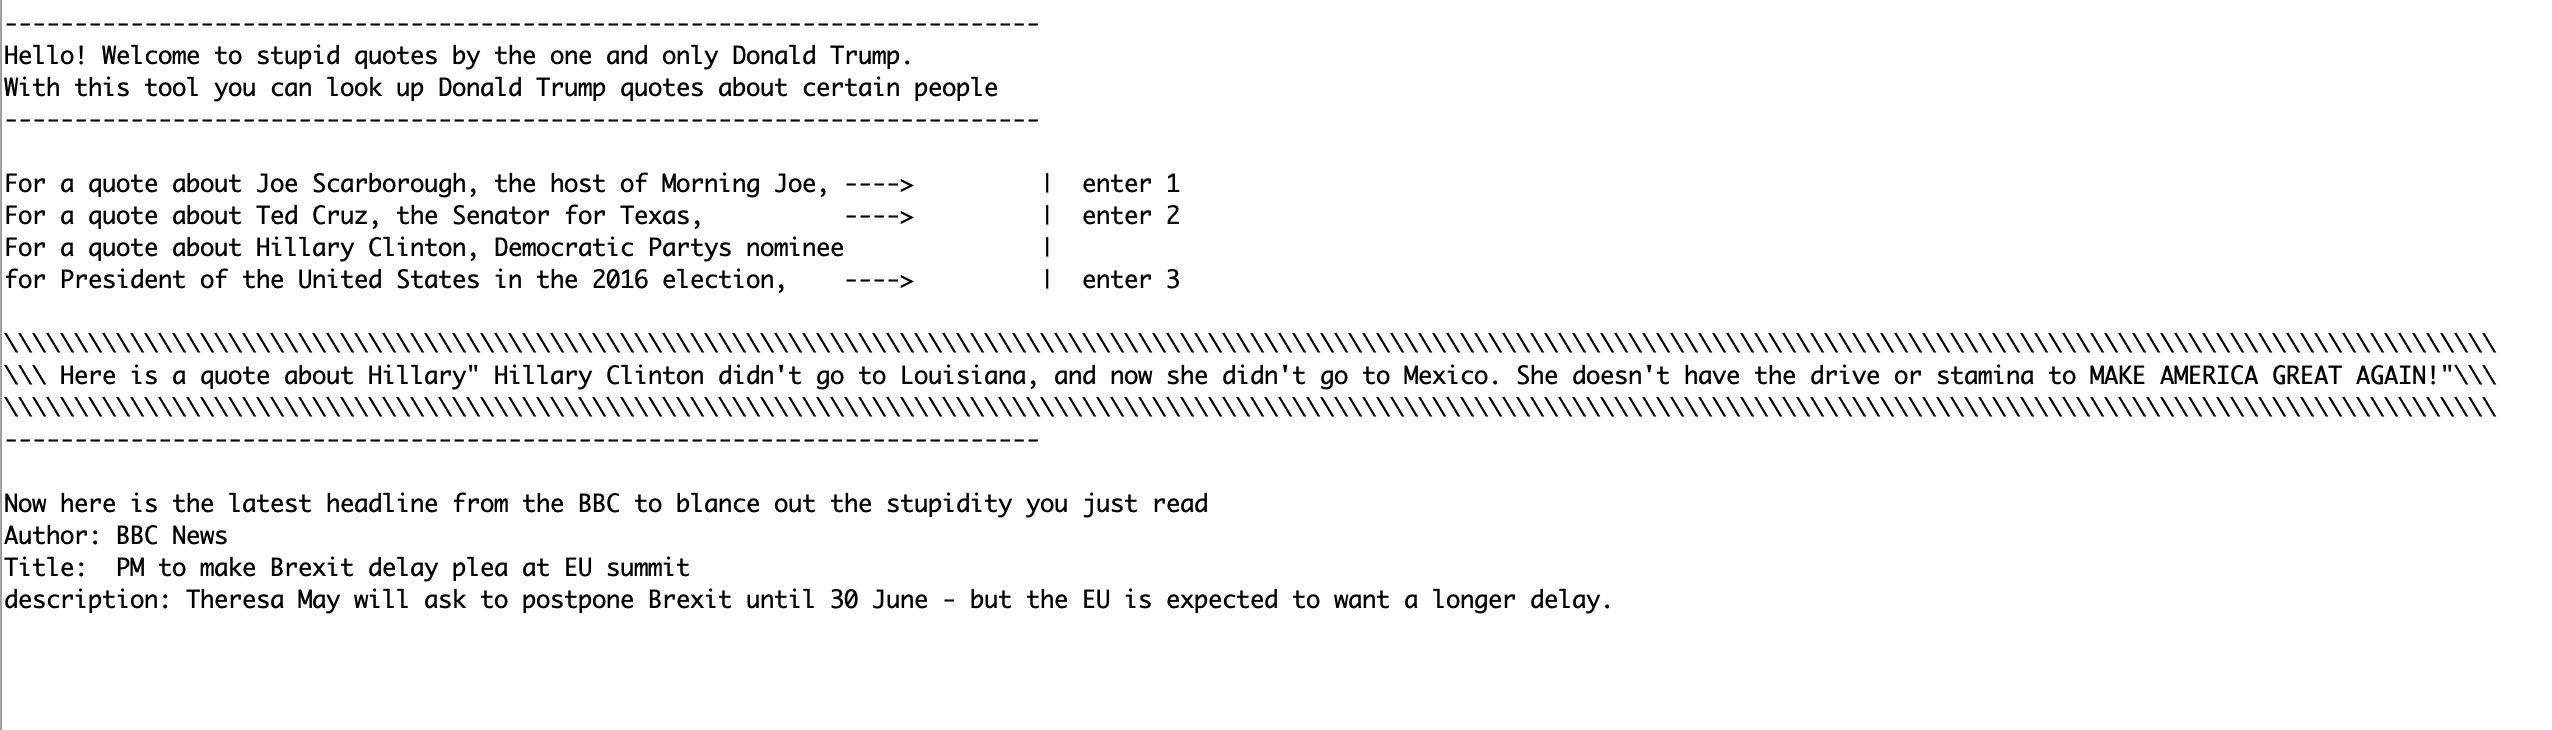 --------------------------------------------------------------------------
Hello! Welcome to stupid quotes by the one and only Donald Trump.
With this tool you can look up Donald Trump quotes about certain people
--------------------------------------------------------------------------
For a quote about Joe Scarborough, the host of Morning Joe, ---->         |  enter 1
For a quote about Ted Cruz, the Senator for Texas,          ---->         |  enter 2
For a quote about Hillary Clinton, Democratic Partys nominee              |
for President of the United States in the 2016 election,    ---->         |  enter 3
\\\\\\\\\\\\\\\\\\\\\\\\\\\\\\\\\\\\\\\\\\\\\\\\\\\\\\\\\\\\\\\\\\\\\\\\\\\\\\\\\\\\\\\\\\\\\\\\\\\\\\\\\\\\\\\\\\\\\\\\\\\\\\\\\\\\\\\\\\\\\\\\\\\\\\\\\\\\\\\\\\\\\\\\\\\\\\\\\\
\\\ Here is a quote about Hillary" Hillary Clinton didn't go to Louisiana, and now she didn't go to Mexico. She doesn't have the drive or stamina to MAKE AMERICA GREAT AGAIN!"\\\
\\\\\\\\\\\\\\\\\\\\\\\\\\\\\\\\\\\\\\\\\\\\\\\\\\\\\\\\\\\\\\\\\\\\\\\\\\\\\\\\\\\\\\\\\\\\\\\\\\\\\\\\\\\\\\\\\\\\\\\\\\\\\\\\\\\\\\\\\\\\\\\\\\\\\\\\\\\\\\\\\\\\\\\\\\\\\\\\\\
--------------------------------------------------------------------------
Now here is the latest headline from the BBC to blance out the stupidity you just read
Author: BBC News
Title:  PM to make Brexit delay plea at EU summit
description: Theresa May will ask to postpone Brexit until 30 June - but the EU is expected to want a longer delay.